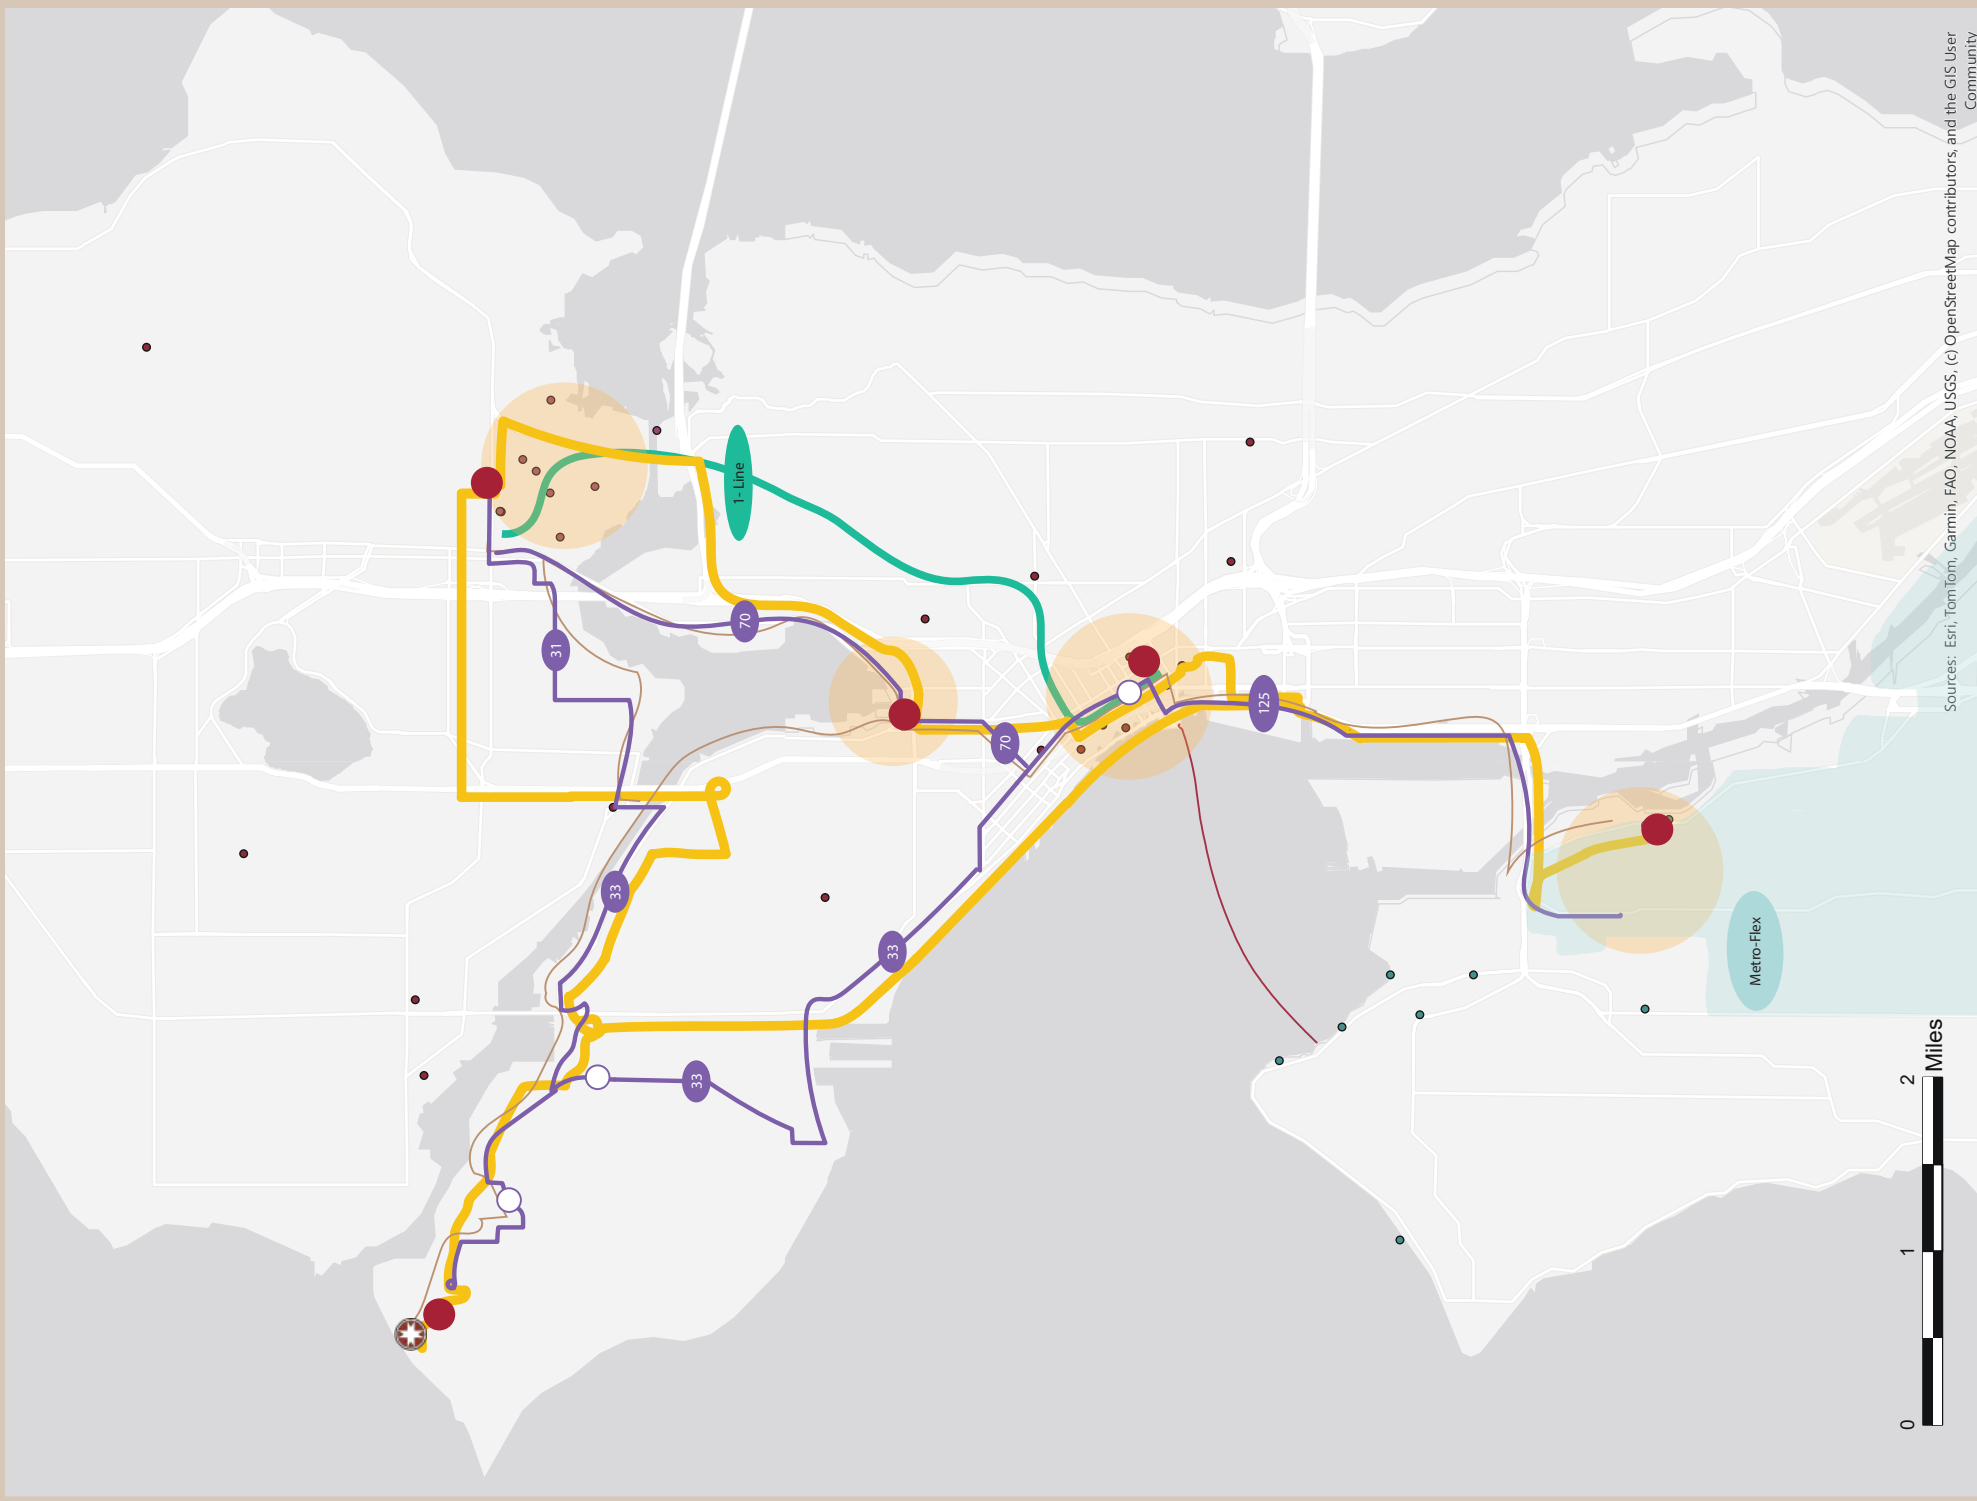 Sources: Esri, TomTom, Garmin, FAO, NOAA, USGS, (c) OpenStreetMap contributors, and the GIS User
Community
1- Line
70
31
70
125
33
33
33
Metro-Flex
0
1
2
Miles